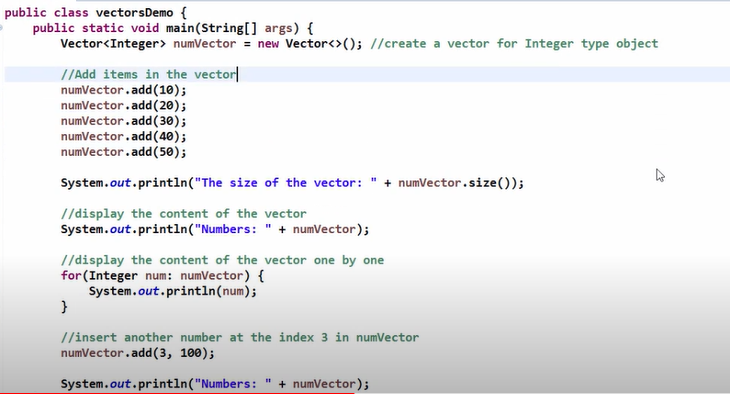 public class vectorsDemo {
public static void main(String[] args) {
Vector<Integer> numVector = new Vector<>(); //create a vector for Integer type object
//Add items in the vector
numVector.add(10);
numVector.add(20);
numVector.add(30);
numVector.add(40);
numVector.add(50);
System.out.println("The size of the vector: " + numVector.size());
//display the content of the vector
System.out.println("Numbers: " + numVector);
//display the content of the vector one by one
for(Integer num: numVector) {
System.out.println(num);
}
//insert another number at the index 3 in numVector
numVector.add(3, 100);
System.out.println("Numbers: " + numVector);